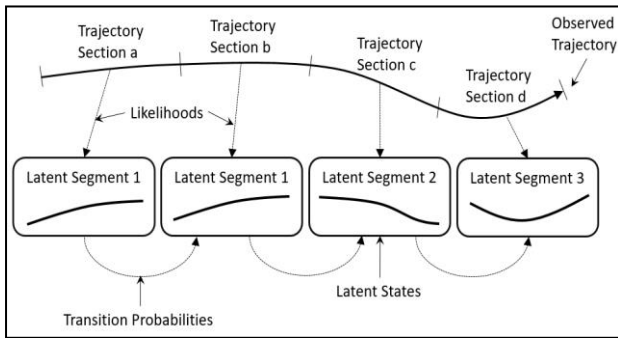 Trajectory
Section a
Trajectory
Section b
Trajectory
Section c
Trajectory
Section d
Observed
Trajectory
Likelihoods
Latent Segment 1
Latent Segment 1
Latent Segment 2
Latent Segment 3
Transition Probabilities
Latent States